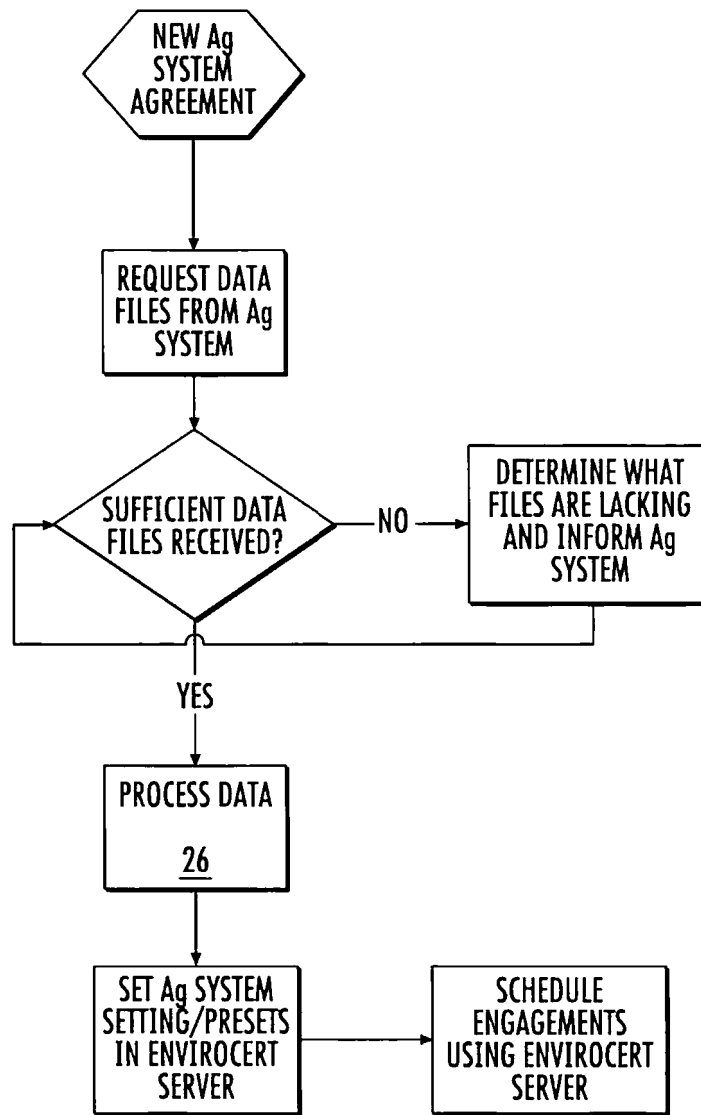 NEW Ag
SYSTEM
AGREEMENT
REQUEST DATA
FILES FROM Ag
SYSTEM
SUFFICIENT DATA
FILES RECEIVED?
NO
DETERMINE WHAT
FILES ARE LACKING
AND INFORM Ag
SYSTEM
YES
PROCESS DATA
26
SET Ag SYSTEM
SETTING/PRESETS
IN ENVIROCERT
SERVER
SCHEDULE
ENGAGEMENTS
USING ENVIROCERT
SERVER